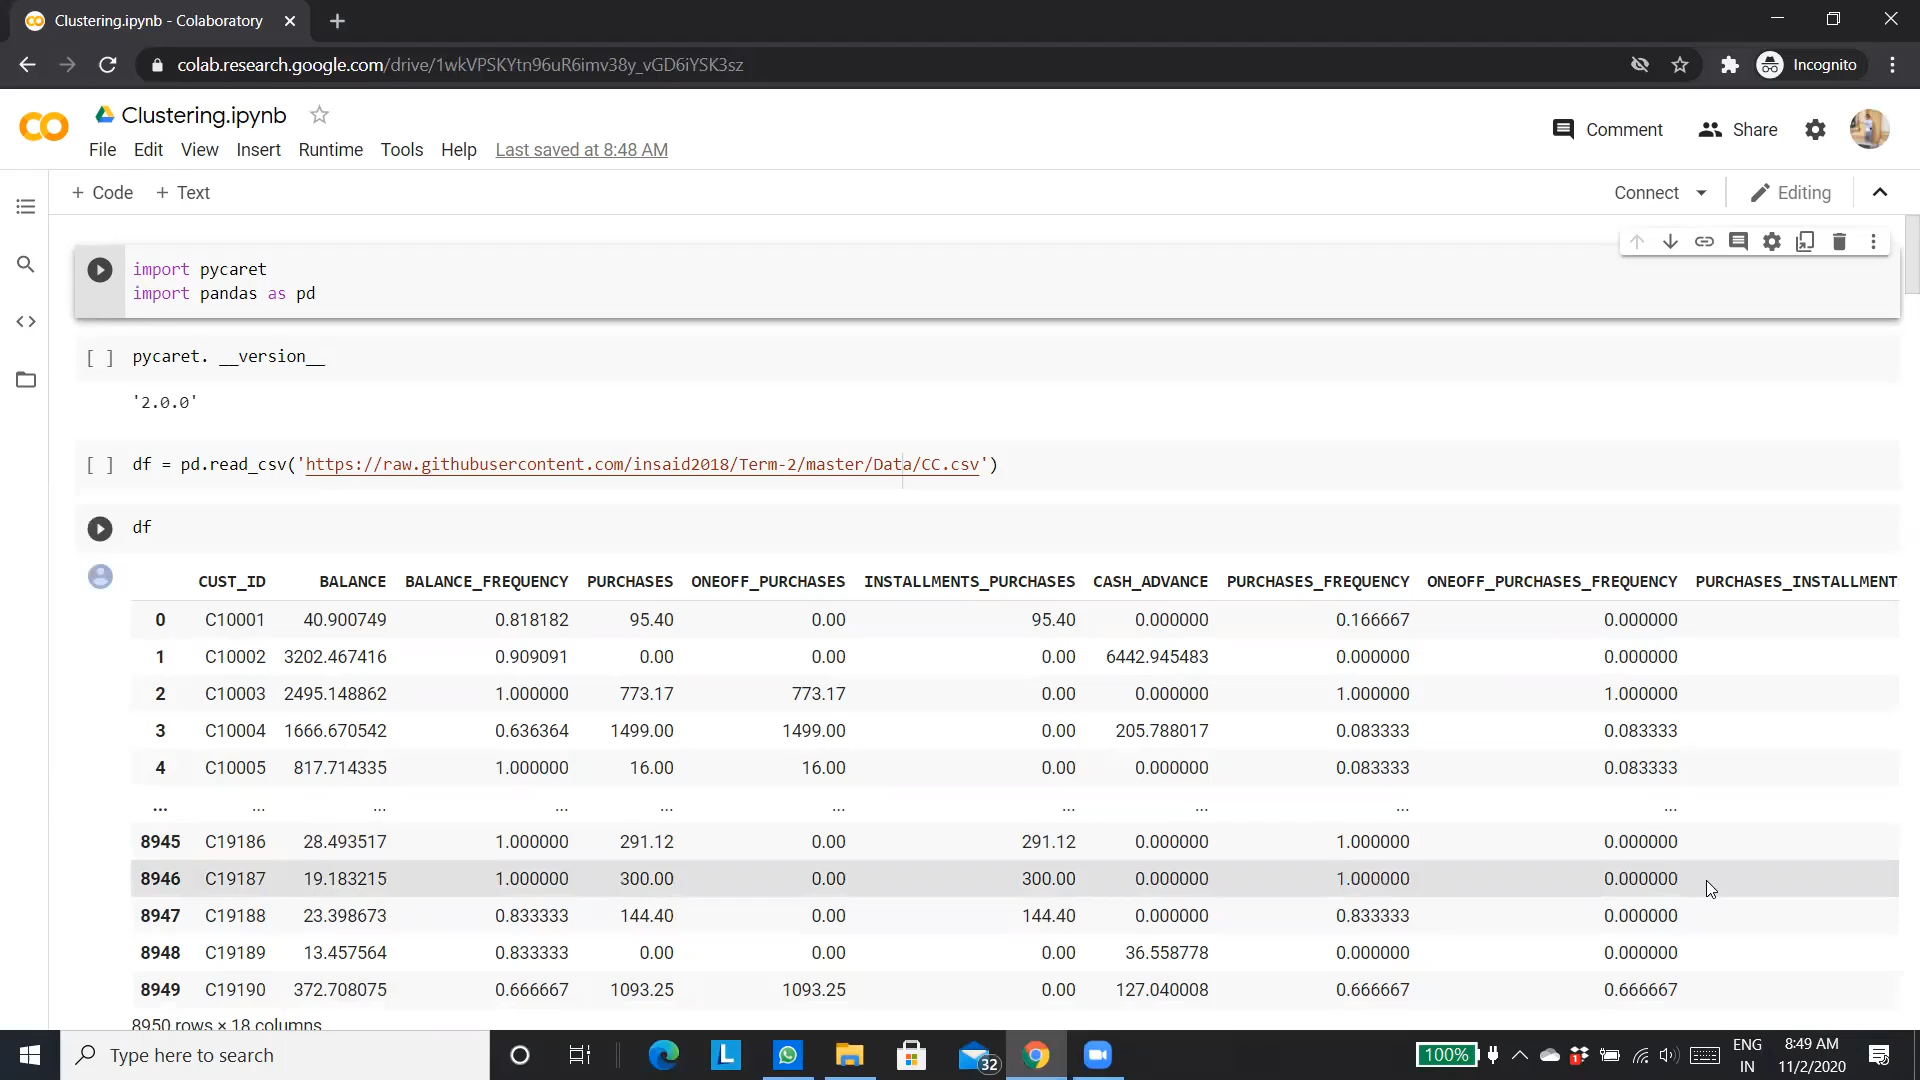 Clustering.ipynb - Colaboratory
colab.research.google.com/drive/1wkVPSKYtn96uR6imv38y_vGD6iYSK3sz
Incognito
Clustering.ipynb
Comment Share
File Edit View Insert Runtime Tools Help Last saved at 8:48 AM
+ Code + Text
Connect Editing
import pycaret
import pandas as pd
[ ] pycaret. __version__
'2.0.0'
[ ] df = pd.read_csv('https://raw.githubusercontent.com/insaid2018/Term-2/master/Data/CC.csv')
df
CUST_ID BALANCE BALANCE_FREQUENCY PURCHASES ONEOFF_PURCHASES INSTALLMENTS_PURCHASES CASH_ADVANCE PURCHASES_FREQUENCY ONEOFF_PURCHASES_FREQUENCY PURCHASES_INSTALLMENT
0 C10001 40.900749 0.818182 95.40 0.00 95.40 0.000000 0.166667 0.000000
1 C10002 3202.467416 0.909091 0.00 0.00 0.00 6442.945483 0.000000 0.000000
2 C10003 2495.148862 1.000000 773.17 773.17 0.00 0.000000 1.000000 1.000000
3 C10004 1666.670542 0.636364 1499.00 1499.00 0.00 205.788017 0.083333 0.083333
4 C10005 817.714335 1.000000 16.00 16.00 0.00 0.000000 0.083333 0.083333
... ... ... ... ... ... ... ... ... ...
8945 C19186 28.493517 1.000000 291.12 0.00 291.12 0.000000 1.000000 0.000000
8946 C19187 19.183215 1.000000 300.00 0.00 300.00 0.000000 1.000000 0.000000
8947 C19188 23.398673 0.833333 144.40 0.00 144.40 0.000000 0.833333 0.000000
8948 C19189 13.457564 0.833333 0.00 0.00 0.00 36.558778 0.000000 0.000000
8949 C19190 372.708075 0.666667 1093.25 1093.25 0.00 127.040008 0.666667 0.666667
8950 rows × 18 columns
Type here to search
L
32
100%
1
ENG
IN
8:49 AM
11/2/2020